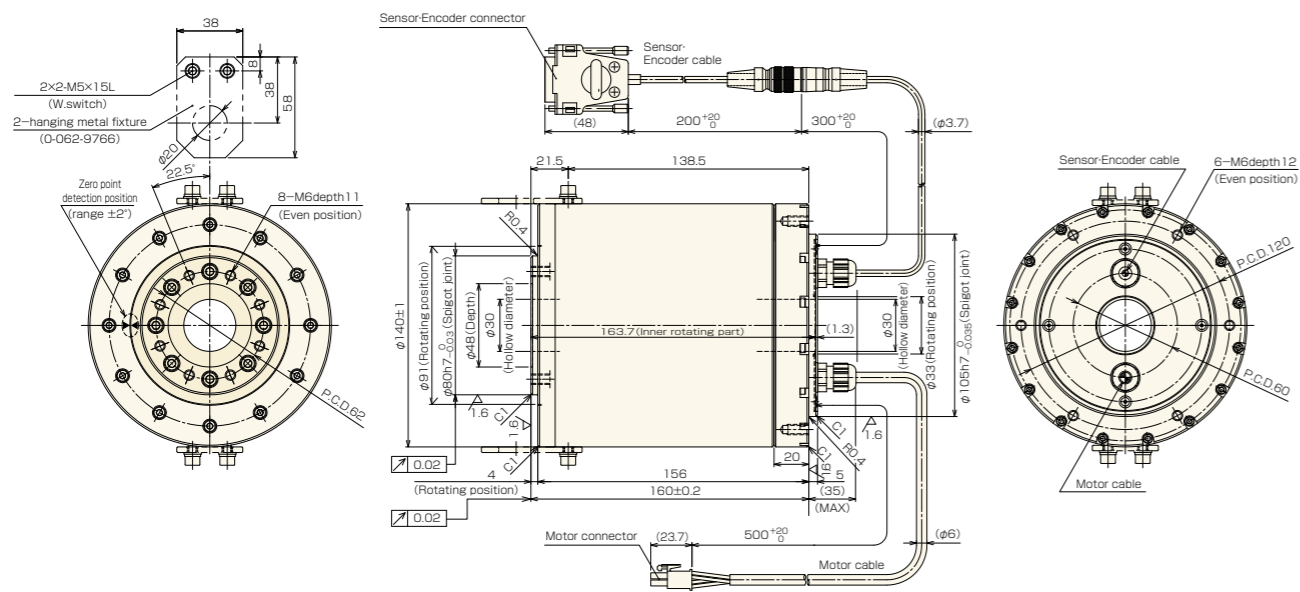 38
8
38
58
2×2-M5×15L
(W.switch)
2-hanging metal fixture
(0-062-9766)
φ20
22.5°
Zero point
detection position
(range ±2°)
8-M6depth11
(Even position)
P.C.D.62
Sensor·Encoder connector
Sensor·
Encoder cable
(48)
200 +20 0
300 +20 0
(φ3.7)
21.5
138.5
R0.4
φ140±1
φ91(Rotating position)
φ80h7 0 -0.03 (Spigot joint)
φ48(Depth)
φ30
(Hollow diameter)
163.7(Inner rotating part)
(1.3)
φ30
(Hollow diameter)
φ33(Rotating position)
φ105h7 0 -0.035 (Spigot joint)
1.6
C1
1.6
C1
0.02
4
(Rotating position)
0.02
156
160±0.2
20
C1
R0.4
C1
1.6
1.6
5
(35)
(MAX)
Motor connector
(23.7)
500 +20 0
(φ6)
Motor cable
Sensor·Encoder cable
6-M6depth12
(Even position)
P.C.D.120
P.C.D.60
Motor cable